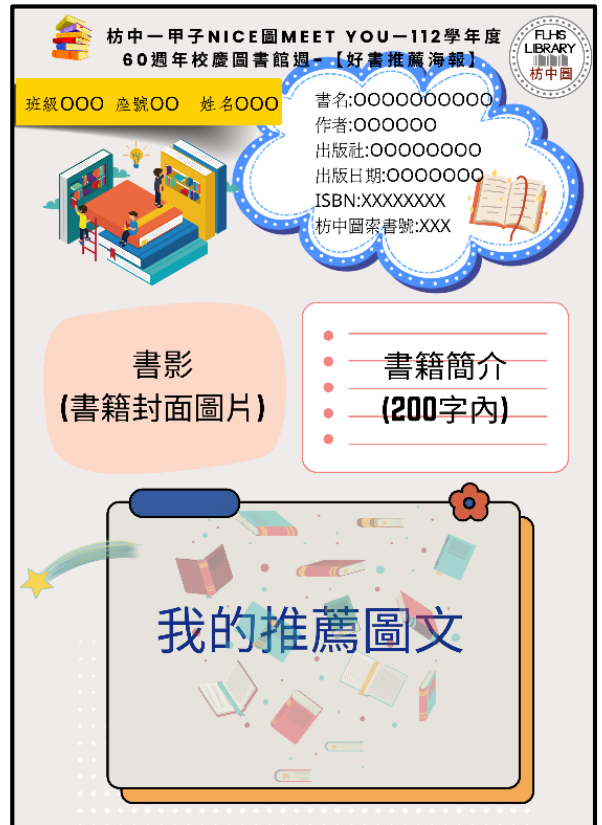 枋中一甲子NICE圖MEET YOU—112學年度
60週年校慶圖書館週-【好書推薦海報】
FLHS
LIBRARY
枋中圖
班級OOO 座號OO 姓名OOO
書名:OOOOOOOOOO
作者:OOOOOO
出版社:OOOOOOOO
出版日期:OOOOOOO
ISBN:XXXXXXXX
枋中圖索書號:XXX
書影
(書籍封面圖片)
書籍簡介
(200字內)
我的推薦圖文